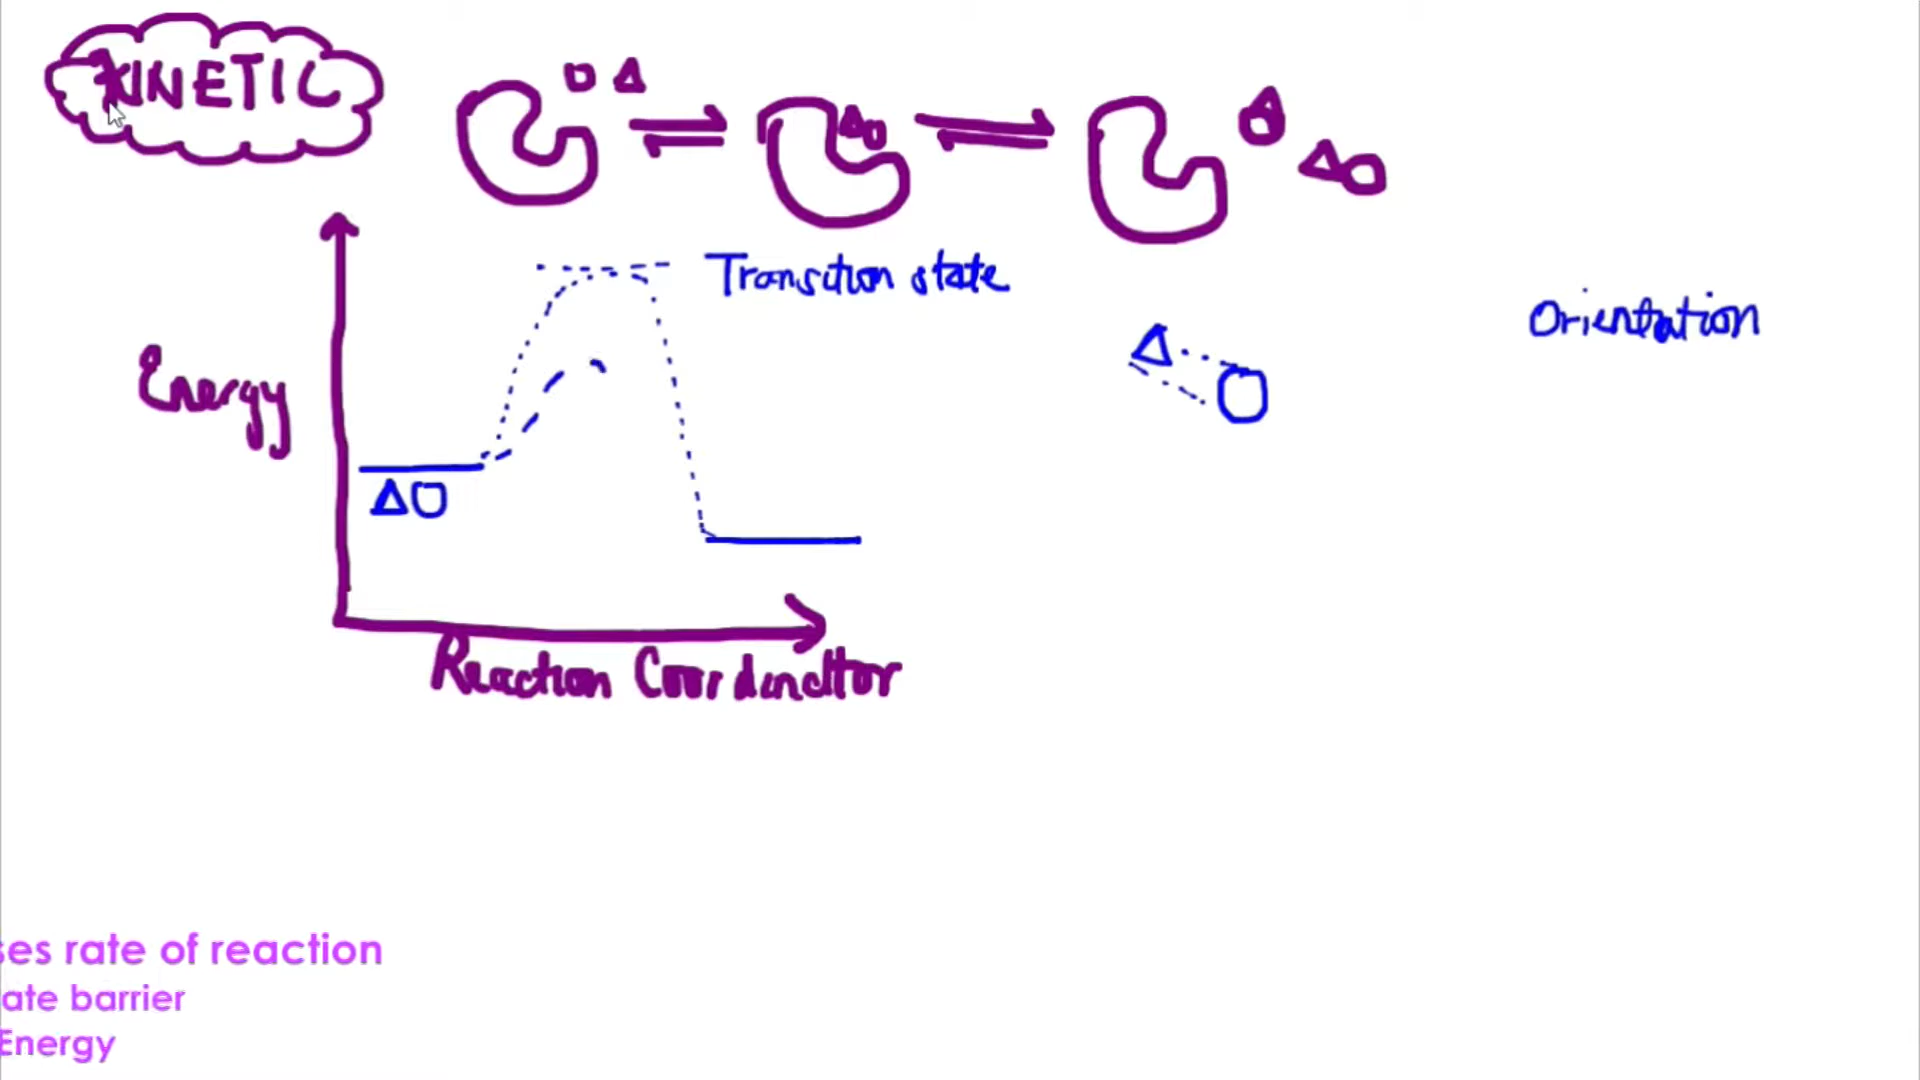 KINETIC
Transition state
Orientation
Energy
Reaction Coordinator
ses rate of reaction
ate barrier
Energy